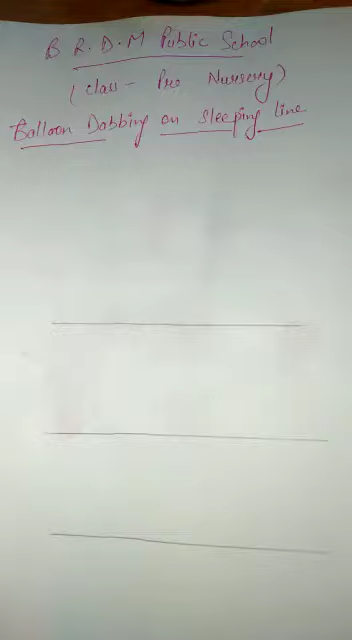 B R.D.M Public School
(class - Pre Nursery)
Balloon Dabbing on sleeping line